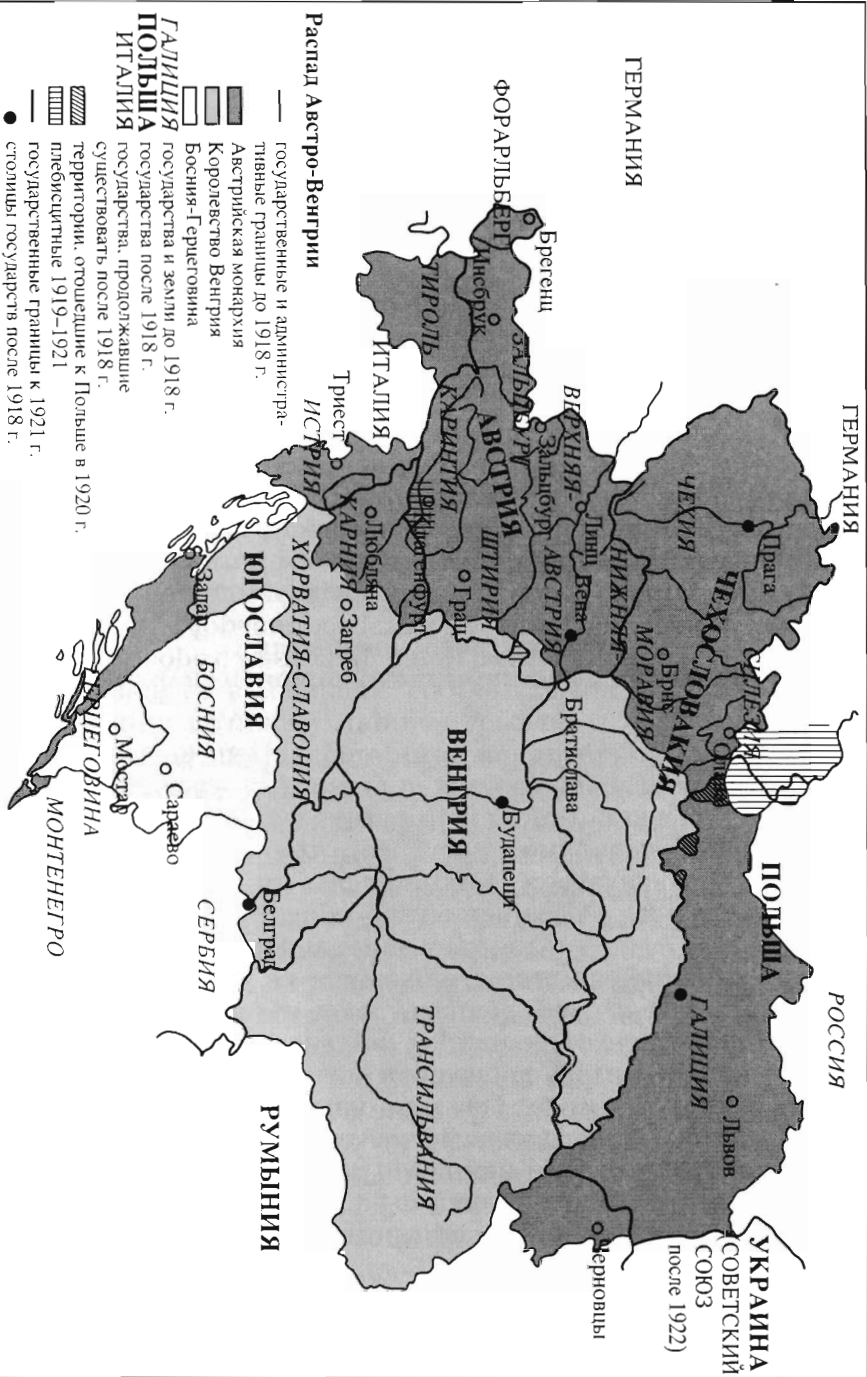 ГЕРМАНИЯ
ГЕРМАНИЯ
РОССИЯ
ПОЛЬША
УКРАИНА
(СОВЕТСКИЙ
СОЮЗ
после 1922)
Прага
ЧЕХИЯ
ЧЕХОСЛОВАКИЯ
МОРАВИЯ
Брно
ГАЛИЦИЯ
Львов
Черновцы
ФОРАРЛЬБЕРГ
Брегенц
Инсбрук
ТИРОЛЬ
ЗАЛЬЦБУРГ
Зальцбург
ВЕРХНЯЯ-
АВСТРИЯ
Линц
Вена
НИЖНЯЯ
АВСТРИЯ
ШТИРИЯ
Грац
КАРИНТИЯ
Клагенфурт
Братислава
Будапешт
ВЕНГРИЯ
ТРАНСИЛЬВАНИЯ
РУМЫНИЯ
ИТАЛИЯ
Триест
ИСТРИЯ
КАРНИЯ
Любляна
Загреб
ХОРВАТИЯ-СЛАВОНИЯ
ЮГОСЛАВИЯ
Задар
БОСНИЯ
Сараево
Мостар
ГЕРЦЕГОВИНА
МОНТЕНЕГРО
СЕРБИЯ
Белград
Распад Австро-Венгрии
государственные и администра-
тивные границы до 1918 г.
Австрийская монархия
Королевство Венгрия
Босния-Герцеговина
ГАЛИЦИЯ государства и земли до 1918 г.
ПОЛЬША государства после 1918 г.
ИТАЛИЯ государства, продолжавшие
существовать после 1918 г.
территории, отошедшие к Польше в 1920 г.
плебисцитные 1919–1921
государственные границы к 1921 г.
столицы государств после 1918 г.